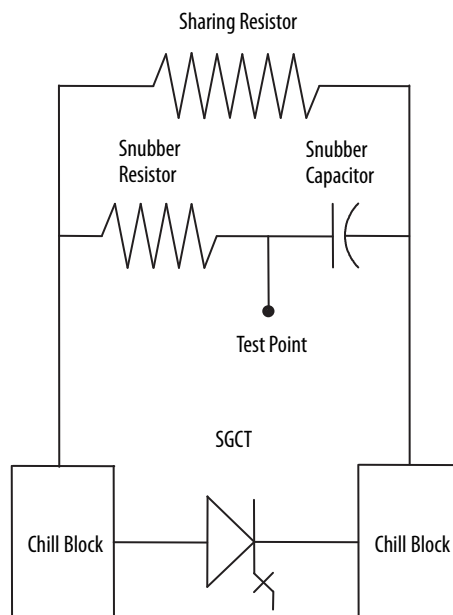 Sharing Resistor
Snubber
Resistor
Snubber
Capacitor
Test Point
SGCT
Chill Block
Chill Block